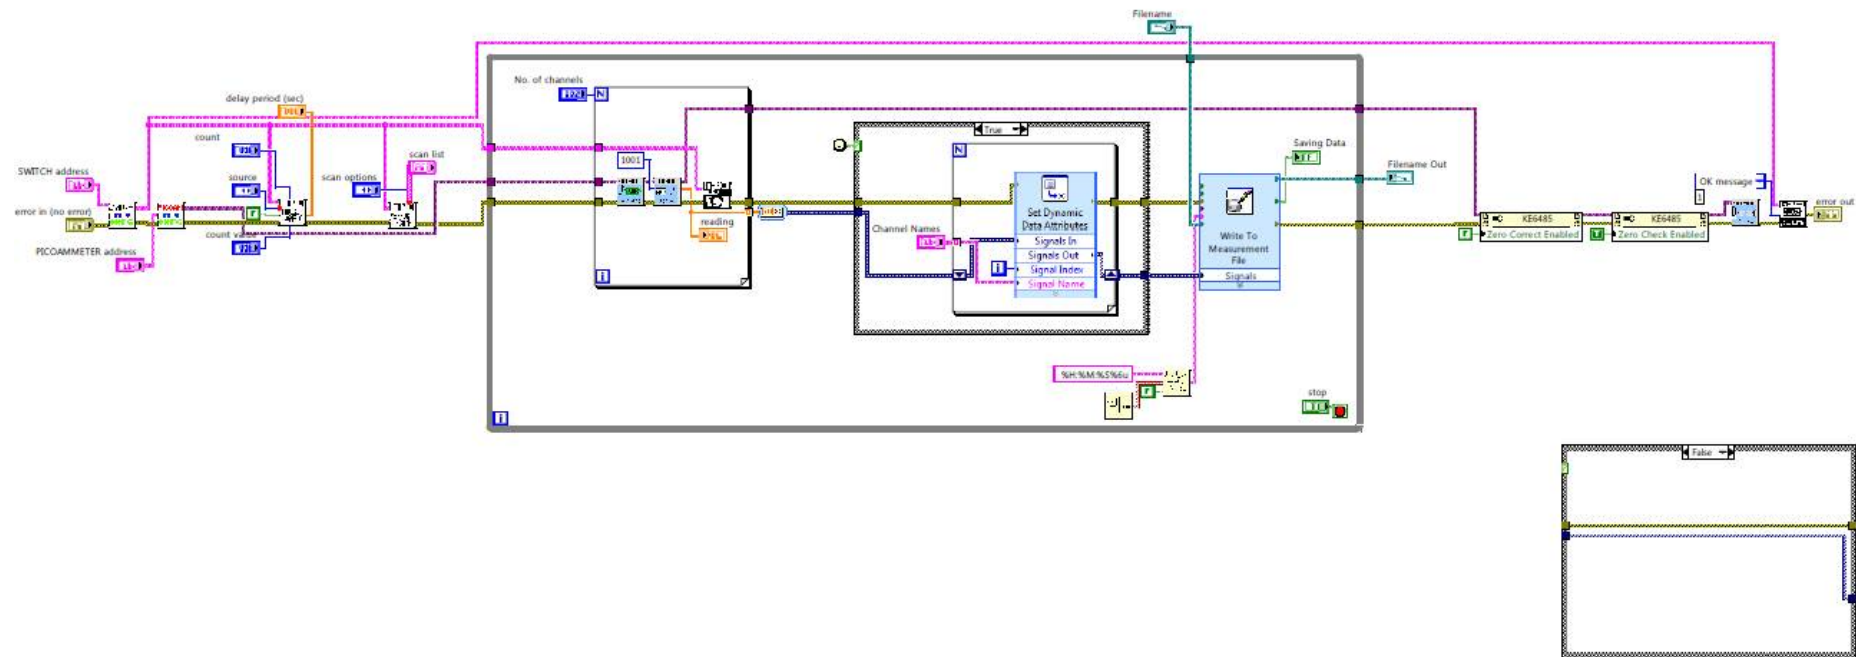 Filename
No. of channels
N
delay period (sec)
count
SWITCH address
source
scan options
scan list
error in (no error)
count value
PICOAMMETER address
1001
reading
i
True
N
Channel Names
Set Dynamic
Data Attributes
Signals In
Signals Out
Signal Index
Signal Name
i
Write To
Measurement
File
Signals
Saving Data
Filename Out
%H:%M:%S%6u
stop
i
KE6485
Zero Correct Enabled
KE6485
Zero Check Enabled
OK message
1
error out
False